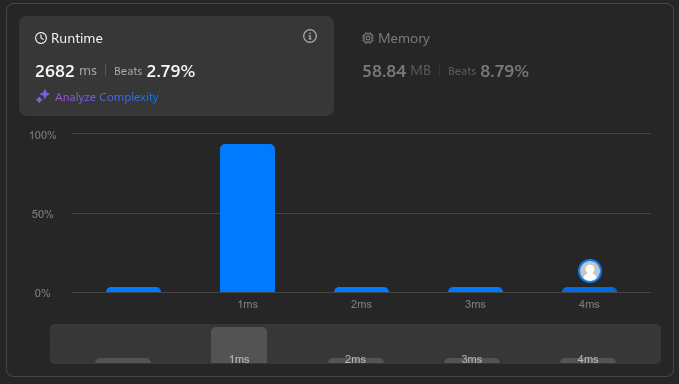 Runtime
Memory
2682 ms | Beats 2.79%
58.84 MB | Beats 8.79%
Analyze Complexity
100%
50%
0%
1ms 2ms 3ms 4ms
1ms 2ms 3ms 4ms